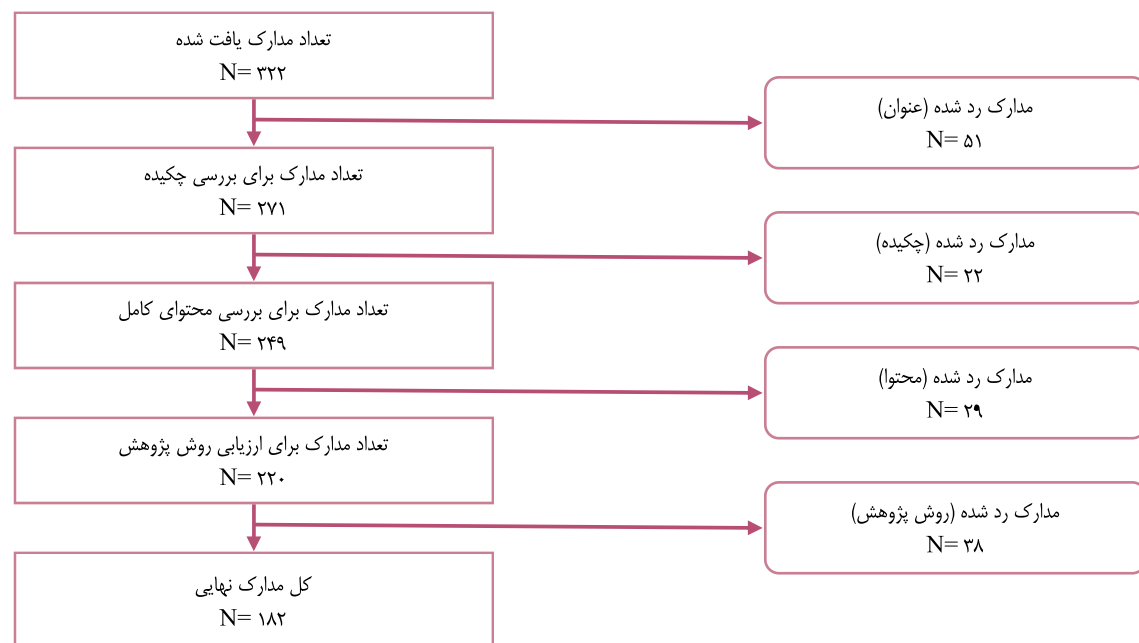 تعداد مدارک یافت شده
N= ۳۲۲
مدارک رد شده (عنوان)
N= ۵۱
تعداد مدارک برای بررسی چکیده
N= ۲۷۱
مدارک رد شده (چکیده)
N= ۲۲
تعداد مدارک برای بررسی محتوای کامل
N= ۲۴۹
مدارک رد شده (محتوا)
N= ۲۹
تعداد مدارک برای ارزیابی روش پژوهش
N= ۲۲۰
مدارک رد شده (روش پژوهش)
N= ۳۸
کل مدارک نهایی
N= ۱۸۲